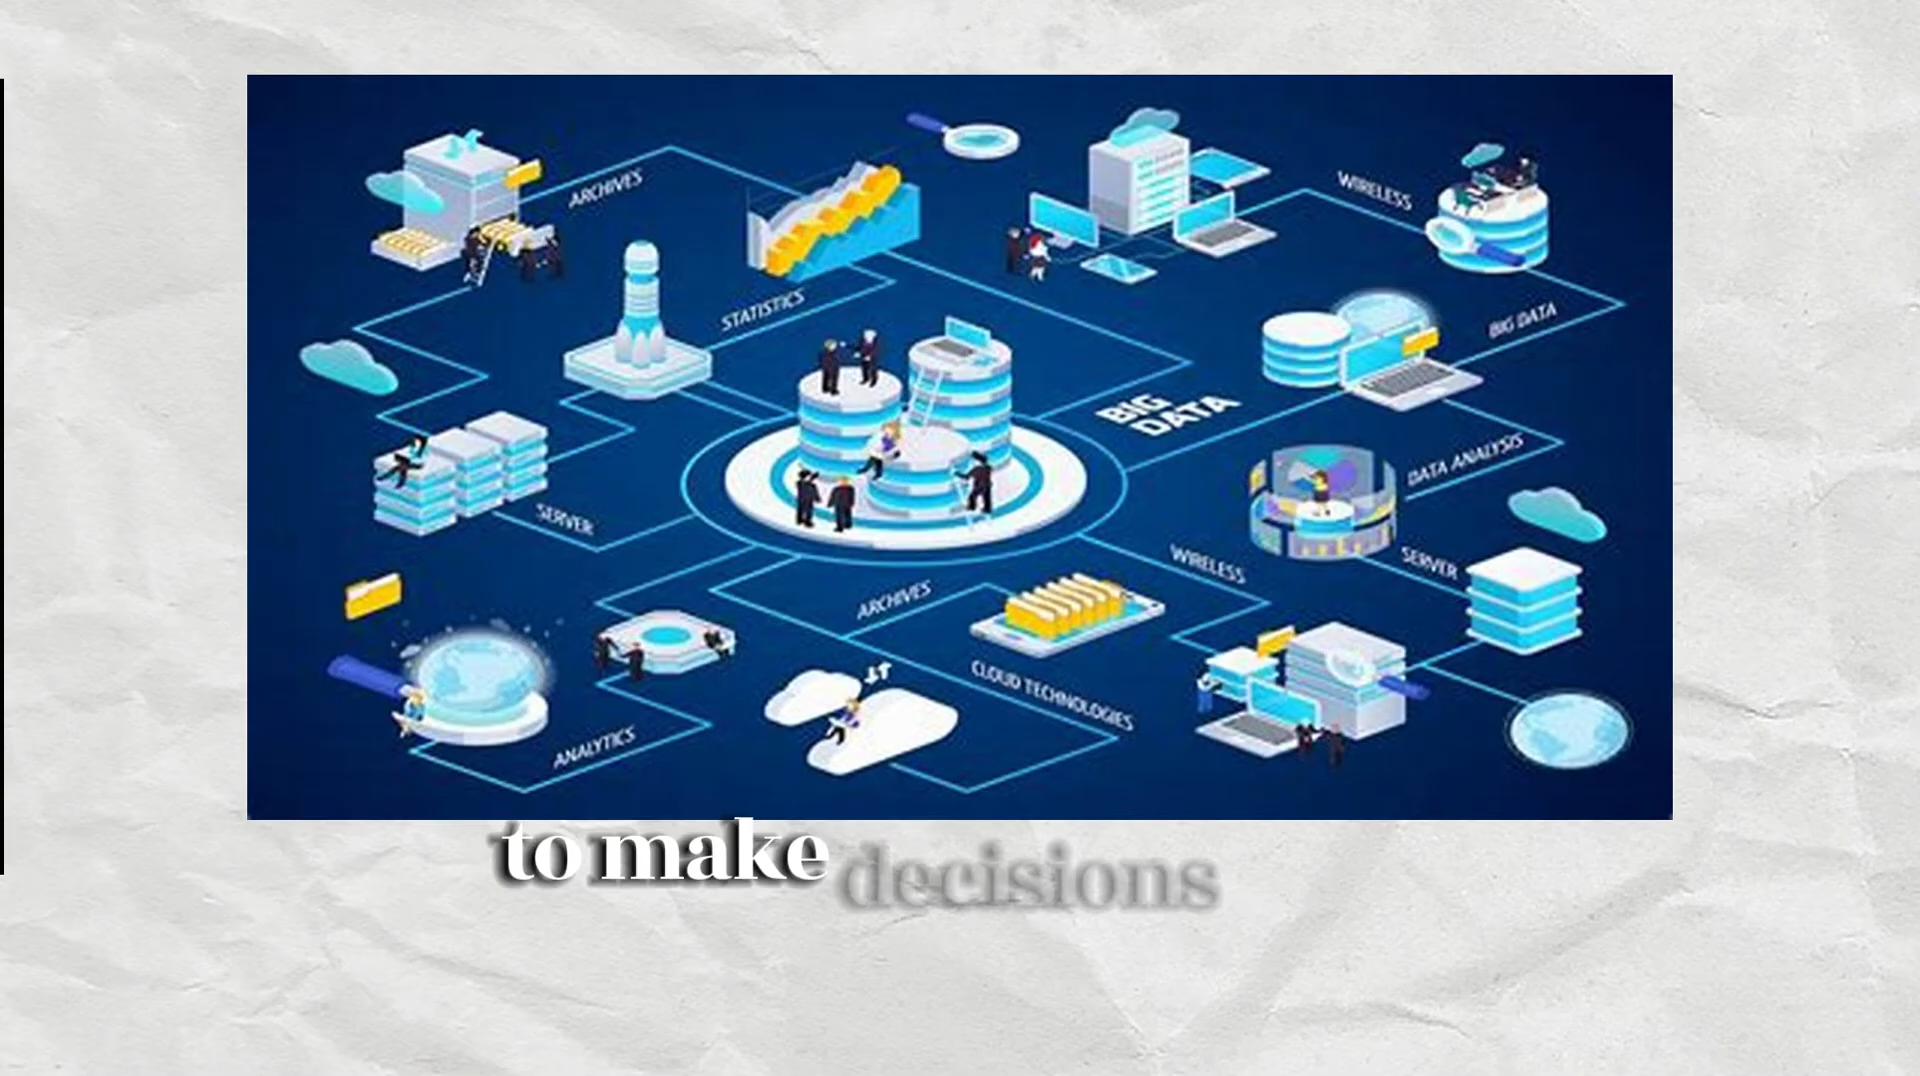 ARCHIVES
WIRELESS
STATISTICS
BIG DATA
BIG
DATA
DATA ANALYSIS
SERVER
WIRELESS
SERVER
ARCHIVES
CLOUD TECHNOLOGIES
ANALYTICS
to make decisions